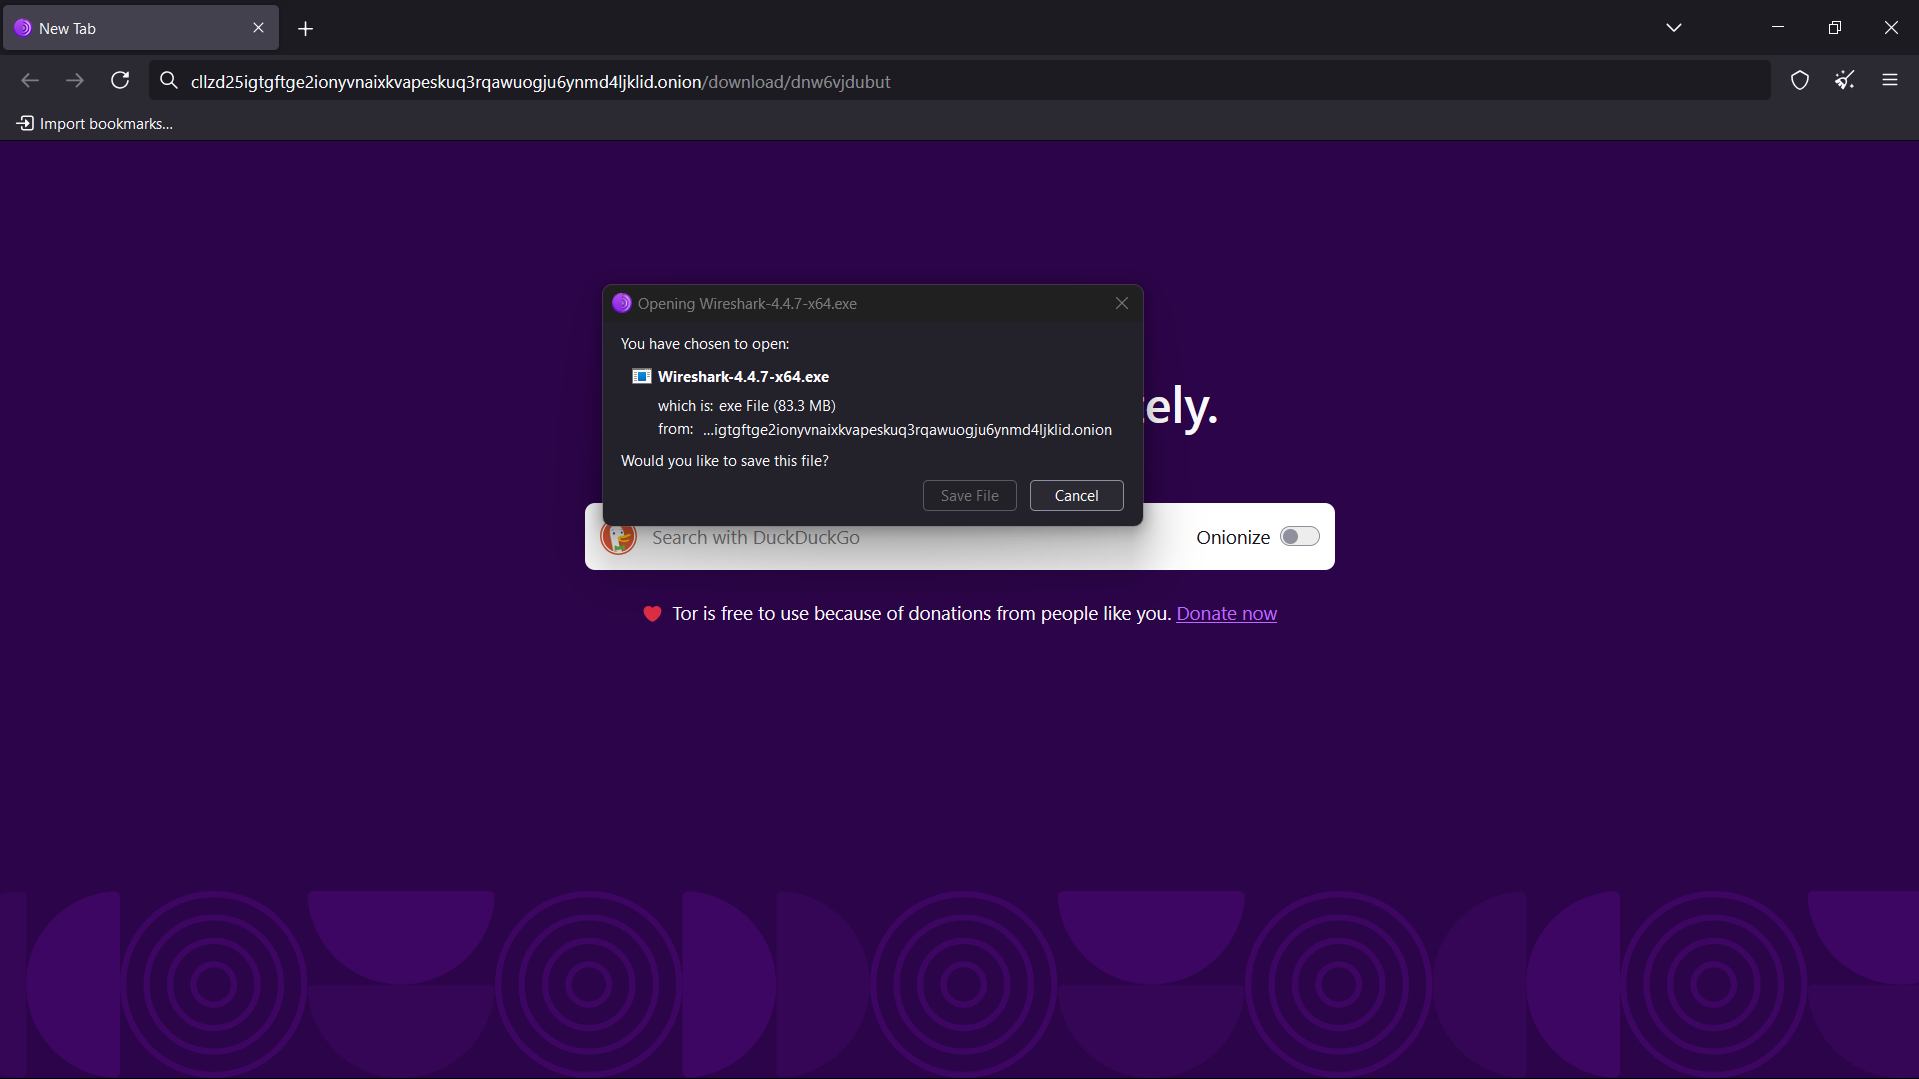 New Tab
cllzd25igtgftge2ionyvnaixkvapeskuq3rqawuogju6ynmd4ljklid.onion/download/dnw6vjdubut
Import bookmarks...
Opening Wireshark-4.4.7-x64.exe
You have chosen to open:
Wireshark-4.4.7-x64.exe
which is: exe File (83.3 MB)
from: ...igtgftge2ionyvnaixkvapeskuq3rqawuogju6ynmd4ljklid.onion
Would you like to save this file?
Save File Cancel
Search with DuckDuckGo Onionize
Tor is free to use because of donations from people like you. Donate now